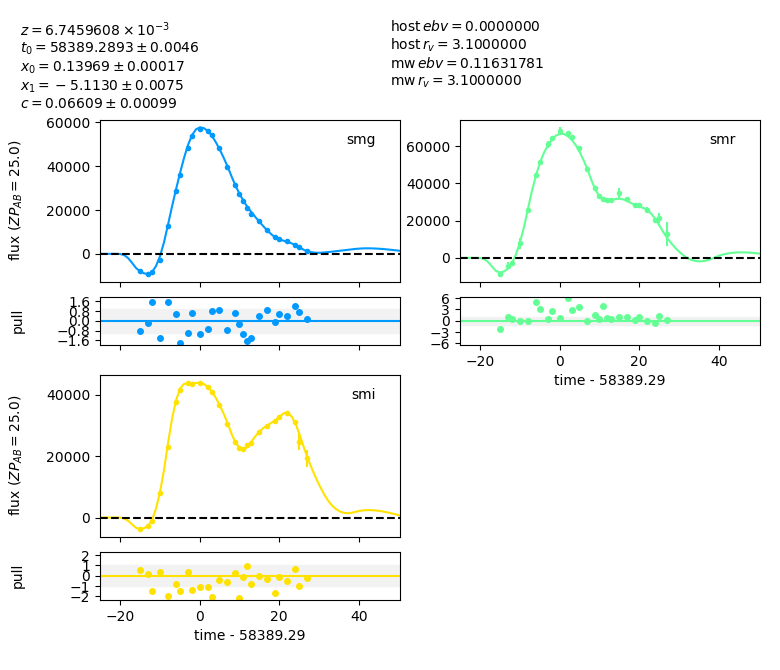 z = 6.7459608 × 10⁻³
t₀ = 58389.2893 ± 0.0046
x₀ = 0.13969 ± 0.00017
x₁ = −5.1130 ± 0.0075
c = 0.06609 ± 0.00099
host ebv = 0.0000000
host r_v = 3.1000000
mw ebv = 0.11631781
mw r_v = 3.1000000
flux (ZP_AB = 25.0)
60000
40000
20000
0
smg
60000
40000
20000
0
smr
pull
1.6
0.8
0.0
−0.8
−1.6
6
3
0
−3
−6
−20 0 20 40
time - 58389.29
flux (ZP_AB = 25.0)
40000
20000
0
smi
pull
2
1
0
−1
−2
−20 0 20 40
time - 58389.29